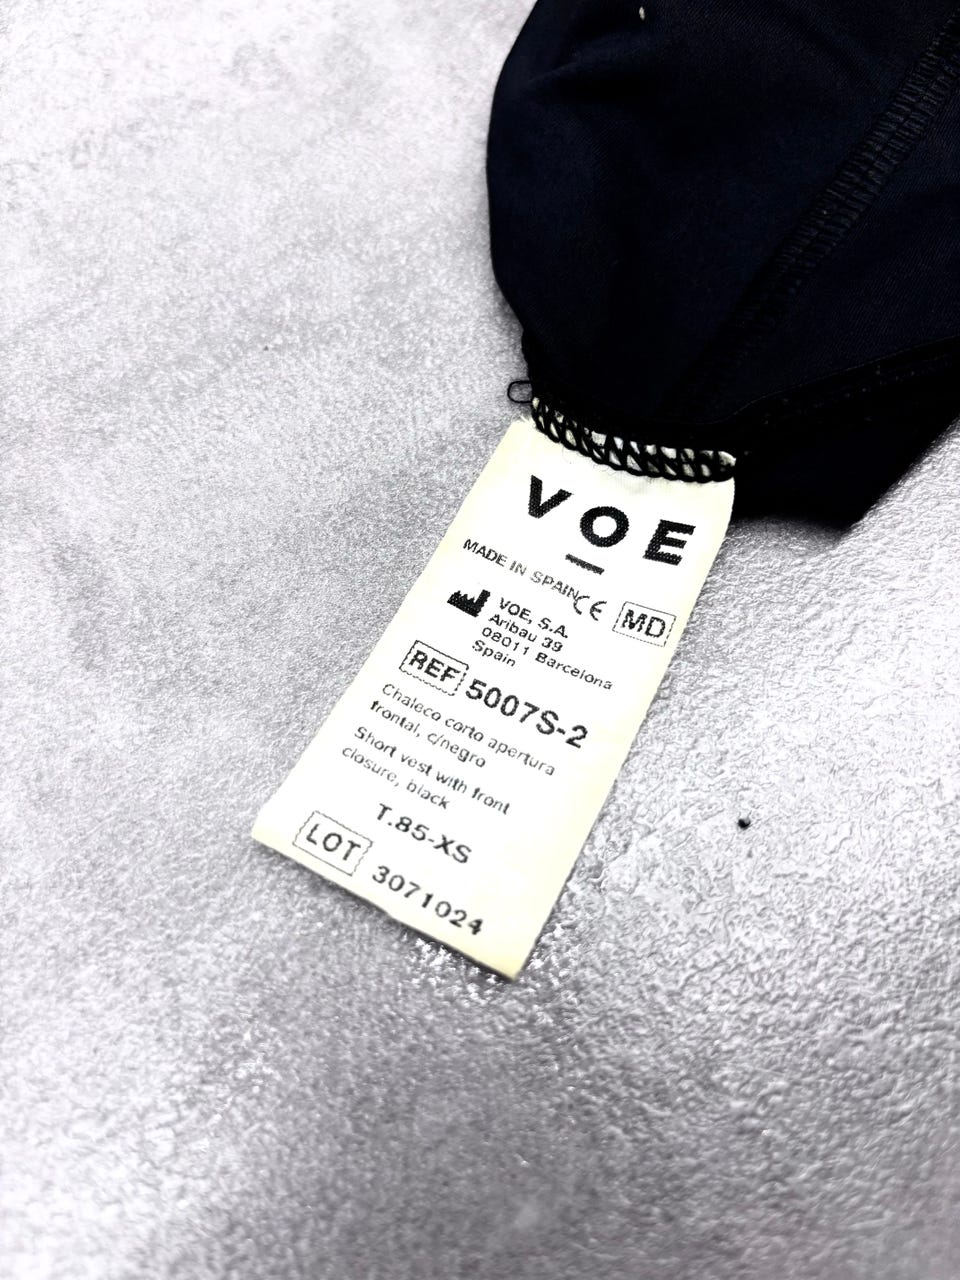 VOE
MADE IN SPAIN CE MD
VOE, S.A.
Aribau 39
08011 Barcelona
Spain
REF 5007S-2
Chaleco corto apertura
frontal, c/negro
Short vest with front
closure, black
T.85-XS
LOT 3071024